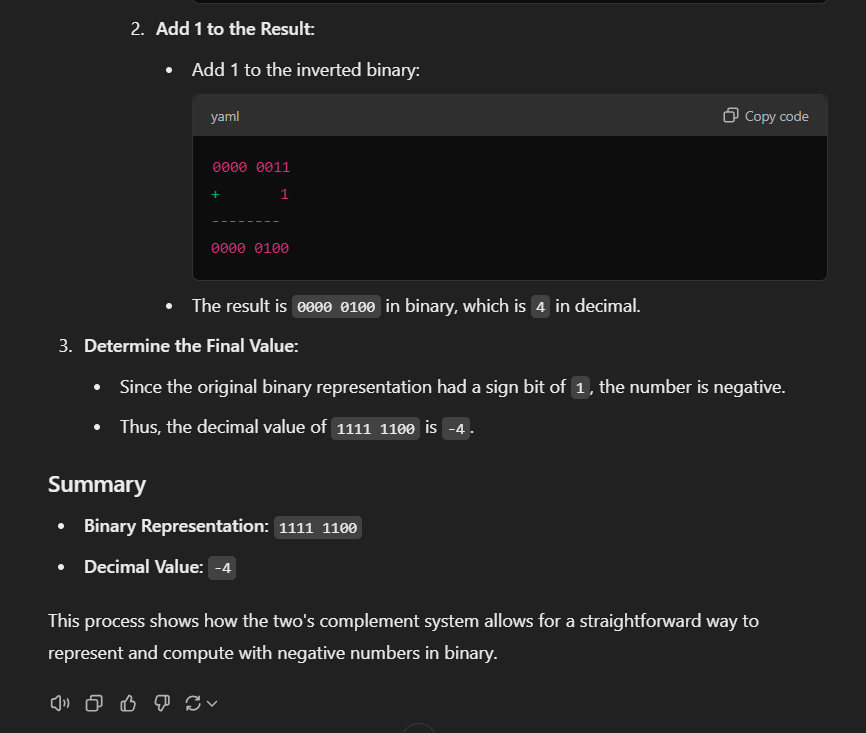 2. Add 1 to the Result:
• Add 1 to the inverted binary:
yaml Copy code
0000 0011
+ 1
--------
0000 0100
• The result is 0000 0100 in binary, which is 4 in decimal.
3. Determine the Final Value:
• Since the original binary representation had a sign bit of 1, the number is negative.
• Thus, the decimal value of 1111 1100 is -4.
Summary
• Binary Representation: 1111 1100
• Decimal Value: -4
This process shows how the two's complement system allows for a straightforward way to
represent and compute with negative numbers in binary.